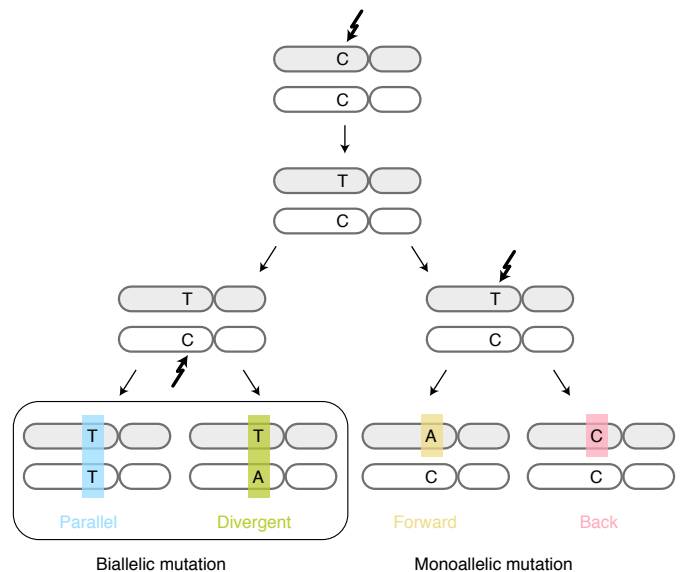 C
C
T
C
T
T
C
C
T T A C
T A C C
Parallel Divergent Forward Back
Biallelic mutation Monoallelic mutation